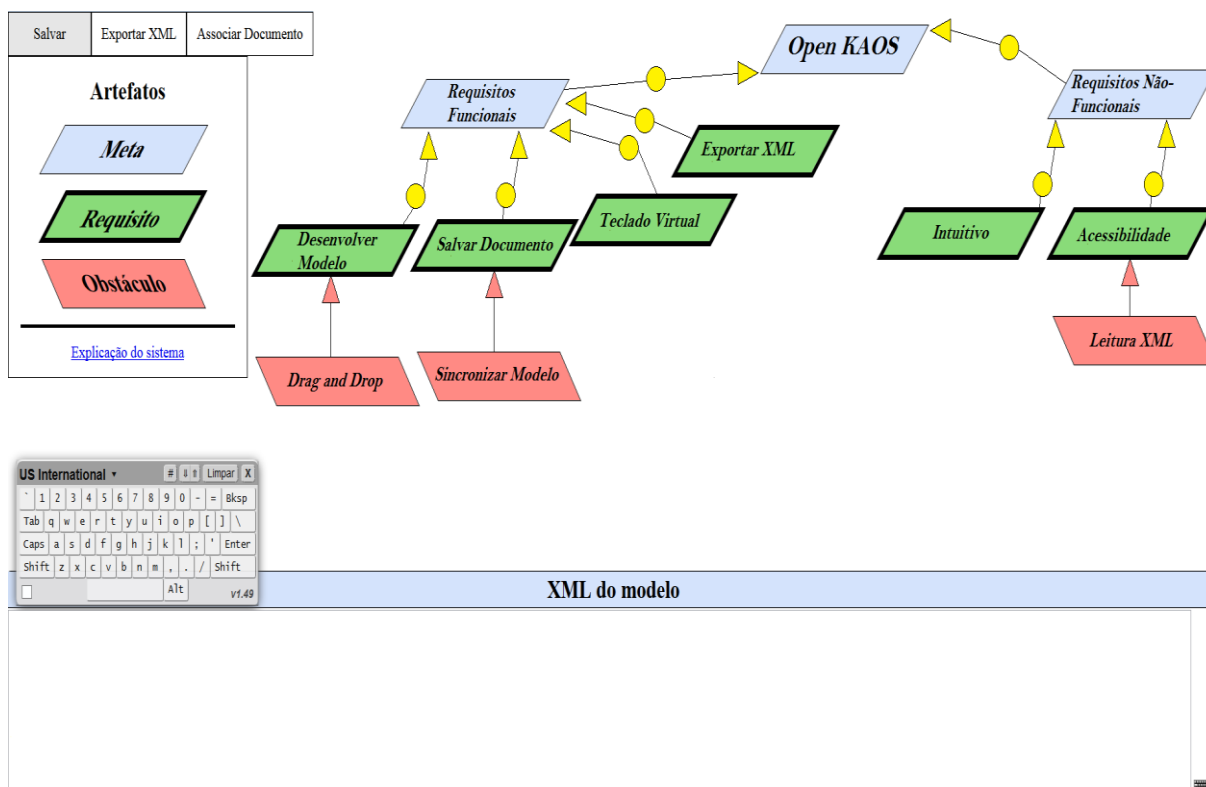 Salvar
Exportar XML
Associar Documento
Artefatos
Meta
Requisito
Obstáculo
Explicação do sistema
Open KAOS
Requisitos
Funcionais
Requisitos Não-
Funcionais
Exportar XML
Teclado Virtual
Desenvolver
Modelo
Salvar Documento
Intuitivo
Acessibilidade
Drag and Drop
Sincronizar Modelo
Leitura XML
US International ▾ # ⇓ ⇑ Limpar X
` 1 2 3 4 5 6 7 8 9 0 - = Bksp
Tab q w e r t y u i o p [ ] \
Caps a s d f g h j k l ; ' Enter
Shift z x c v b n m , . / Shift
Alt v1.49
XML do modelo